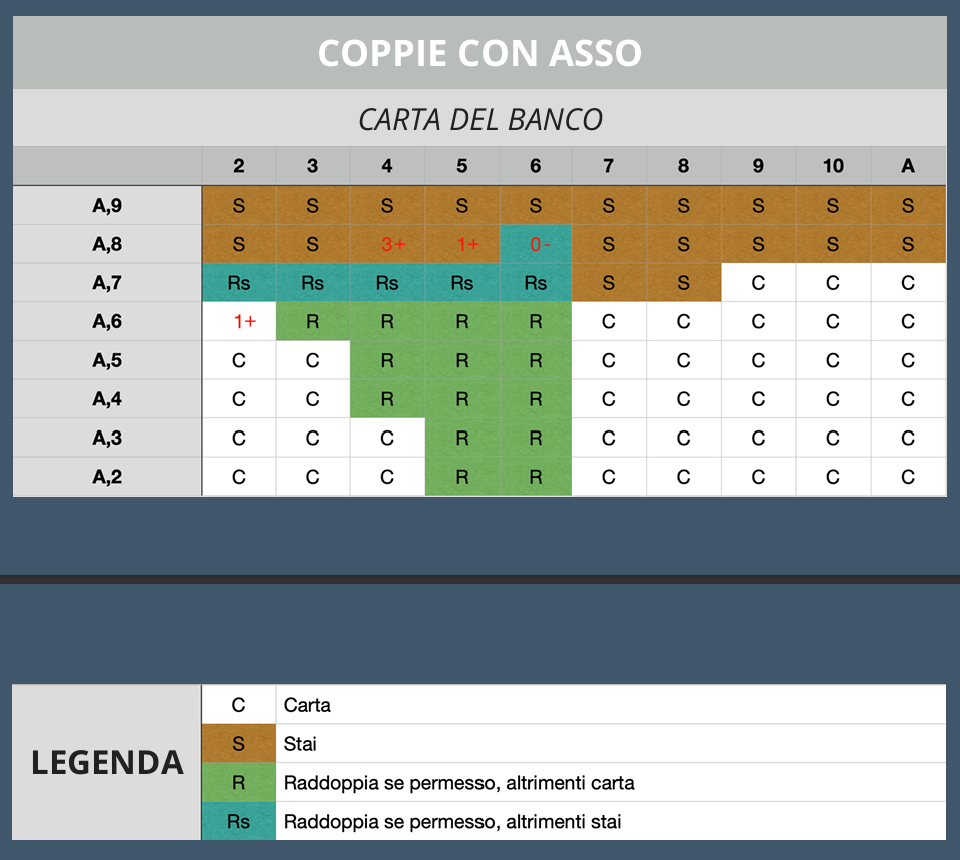 COPPIE CON ASSO
CARTA DEL BANCO
2 3 4 5 6 7 8 9 10 A
A,9 S S S S S S S S S S
A,8 S S 3+ 1+ 0- S S S S S
A,7 Rs Rs Rs Rs Rs S S C C C
A,6 1+ R R R R C C C C C
A,5 C C R R R C C C C C
A,4 C C R R R C C C C C
A,3 C C C R R C C C C C
A,2 C C C R R C C C C C
LEGENDA
C Carta
S Stai
R Raddoppia se permesso, altrimenti carta
Rs Raddoppia se permesso, altrimenti stai